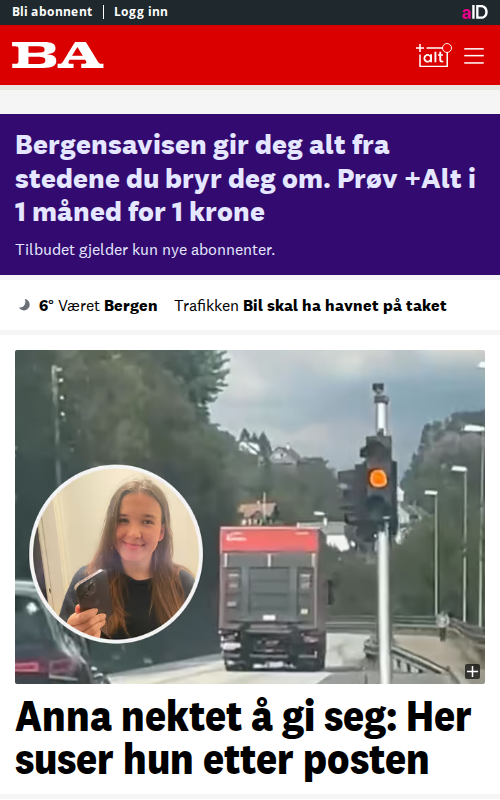 Bli abonnent | Logg inn
aID
BA
+alt
Bergensavisen gir deg alt fra
stedene du bryr deg om. Prøv +Alt i
1 måned for 1 krone
Tilbudet gjelder kun nye abonnenter.
6° Været Bergen Trafikken Bil skal ha havnet på taket
Anna nektet å gi seg: Her
suser hun etter posten